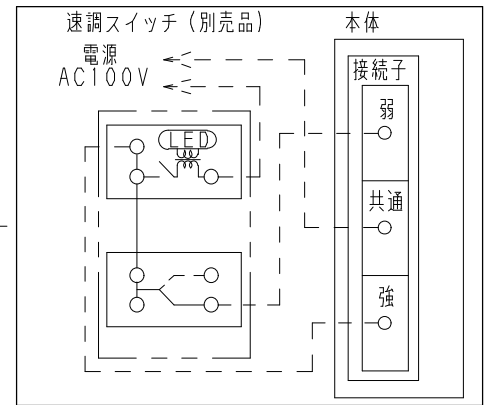 速調スイッチ（別売品）
本体
電源
AC100V
接続子
LED
弱
共通
強